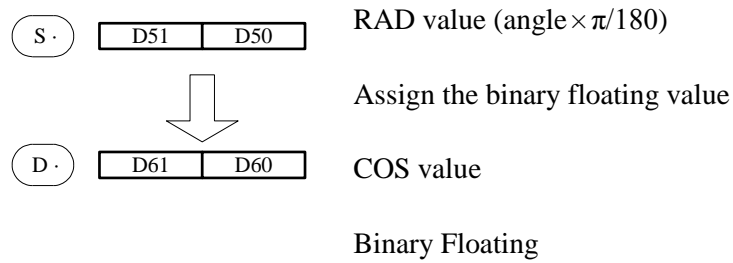 S · D51 D50 RAD value (angle×π/180)
Assign the binary floating value
D · D61 D60 COS value
Binary Floating